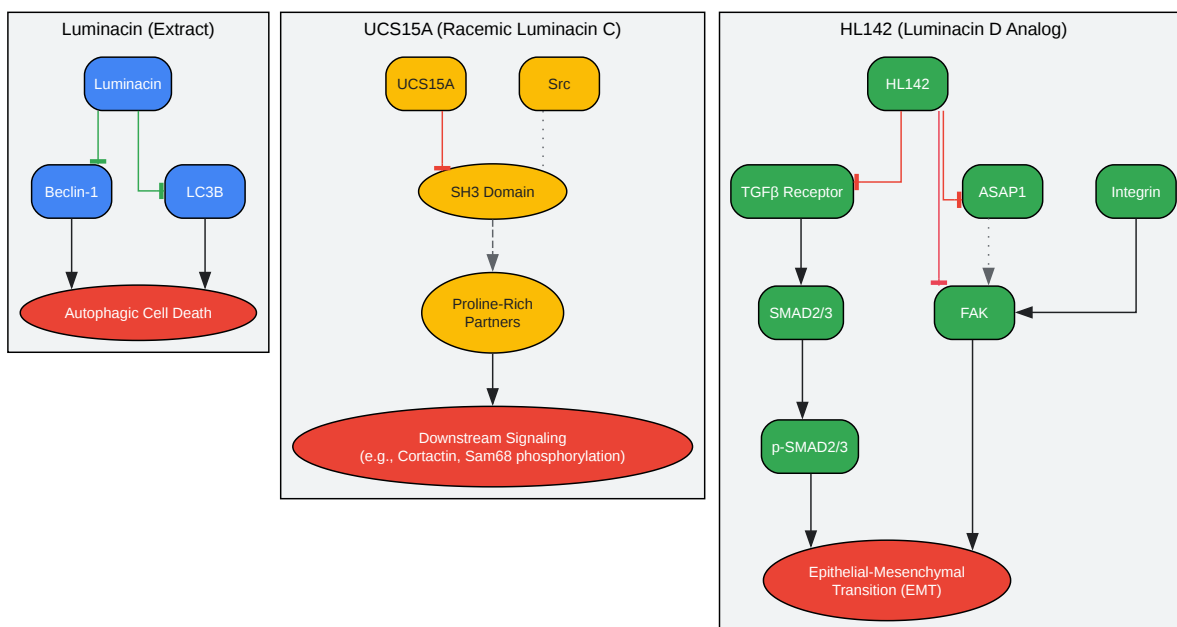 Luminacin (Extract)
Luminacin
Beclin-1
LC3B
Autophagic Cell Death
UCS15A (Racemic Luminacin C)
UCS15A
Src
SH3 Domain
Proline-Rich
Partners
Downstream Signaling
(e.g., Cortactin, Sam68 phosphorylation)
HL142 (Luminacin D Analog)
HL142
TGFβ Receptor
ASAP1
Integrin
SMAD2/3
FAK
p-SMAD2/3
Epithelial-Mesenchymal
Transition (EMT)